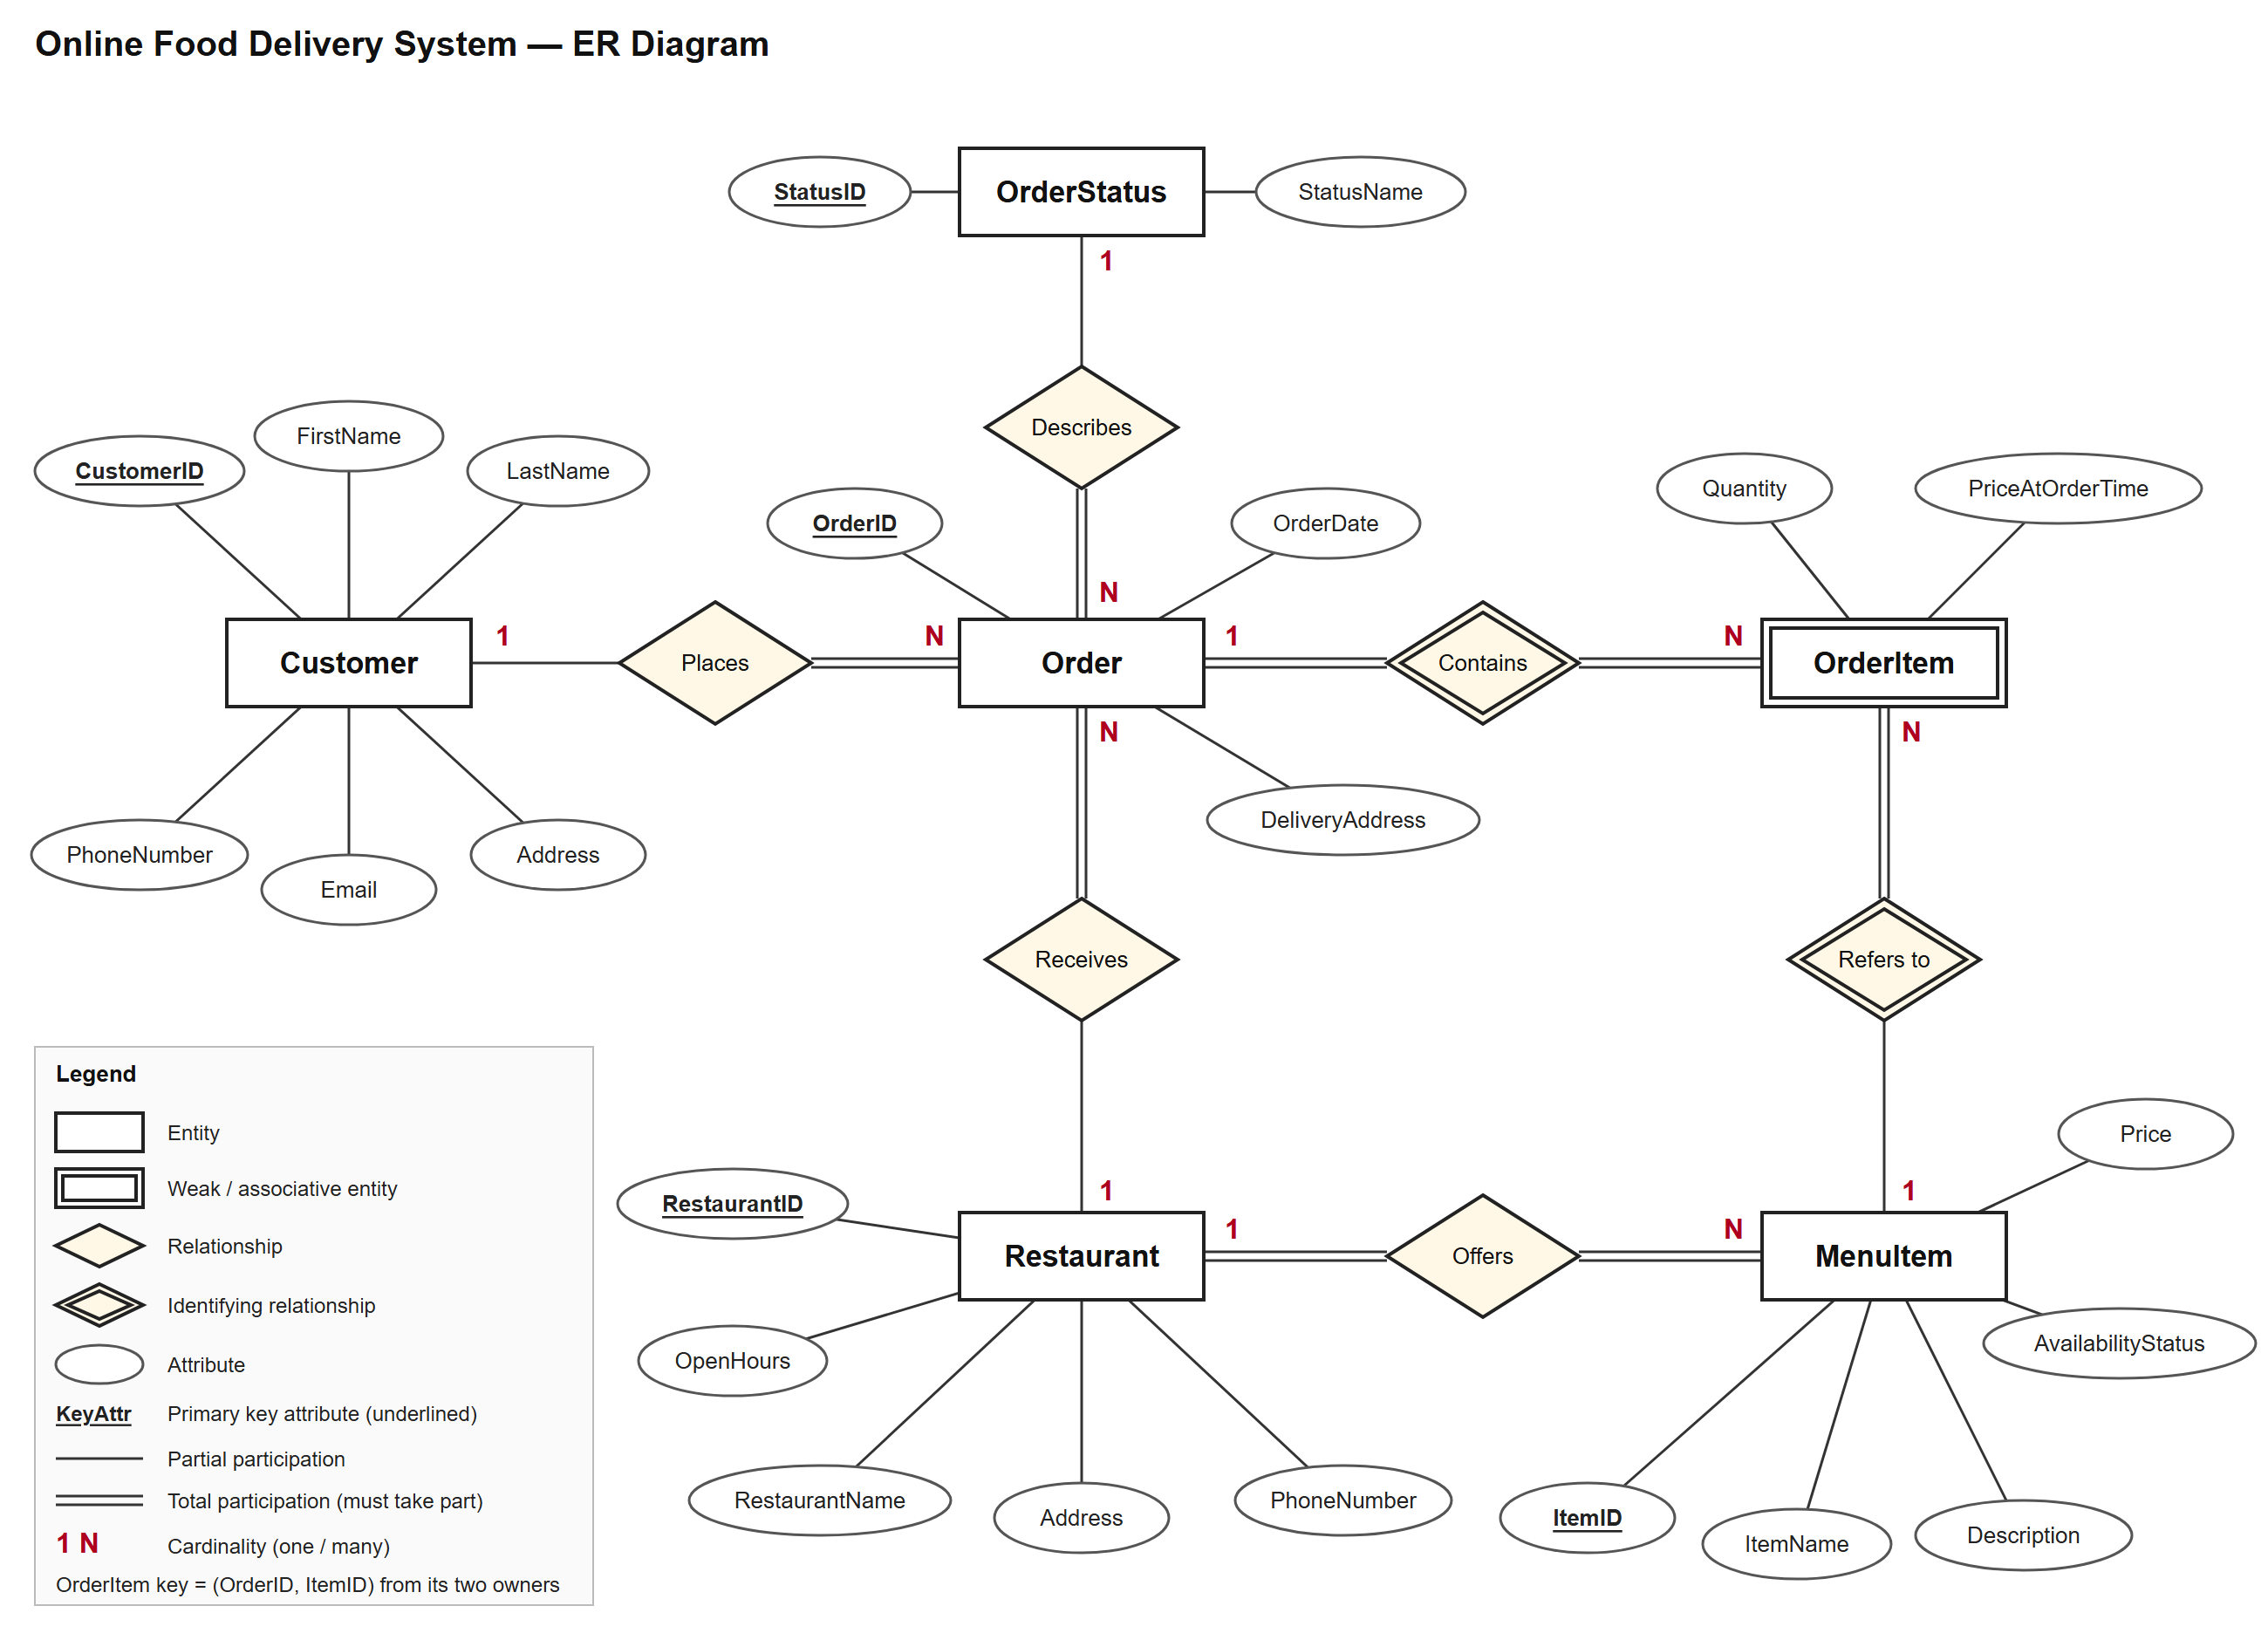 Online Food Delivery System — ER Diagram
StatusID
OrderStatus
StatusName
1
Describes
FirstName
CustomerID
LastName
Quantity
PriceAtOrderTime
OrderID
OrderDate
N
1
N
1
N
Customer
Places
Order
Contains
OrderItem
N
N
DeliveryAddress
PhoneNumber
Address
Email
Receives
Refers to
Legend
Entity
Weak / associative entity
Relationship
Identifying relationship
Attribute
KeyAttr Primary key attribute (underlined)
Partial participation
Total participation (must take part)
1 N Cardinality (one / many)
OrderItem key = (OrderID, ItemID) from its two owners
Price
1
1
RestaurantID
1
N
Restaurant
Offers
MenuItem
AvailabilityStatus
OpenHours
RestaurantName
Address
PhoneNumber
ItemID
ItemName
Description